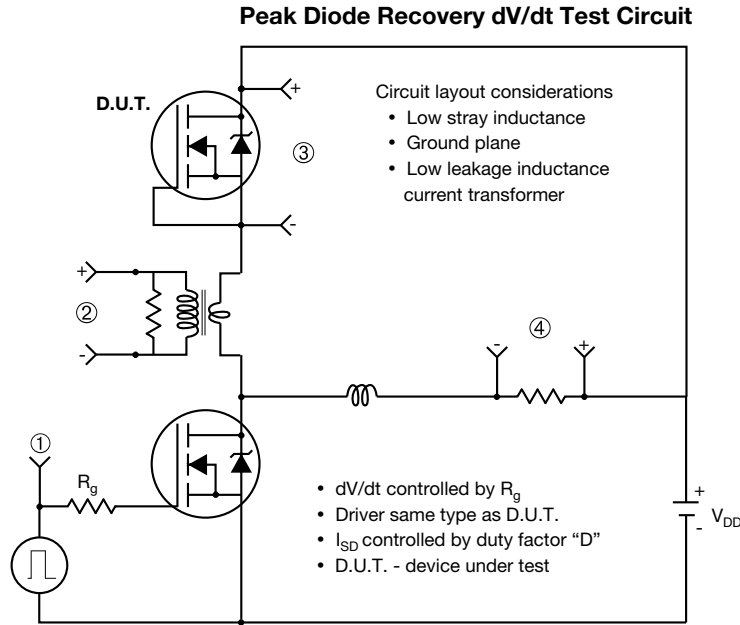 Peak Diode Recovery dV/dt Test Circuit
D.U.T.
+
Circuit layout considerations
• Low stray inductance
• Ground plane
• Low leakage inductance
current transformer
③
-
+
②
-
④
-
+
①
Rg
• dV/dt controlled by Rg
• Driver same type as D.U.T.
• ISD controlled by duty factor “D”
• D.U.T. - device under test
+
VDD
-